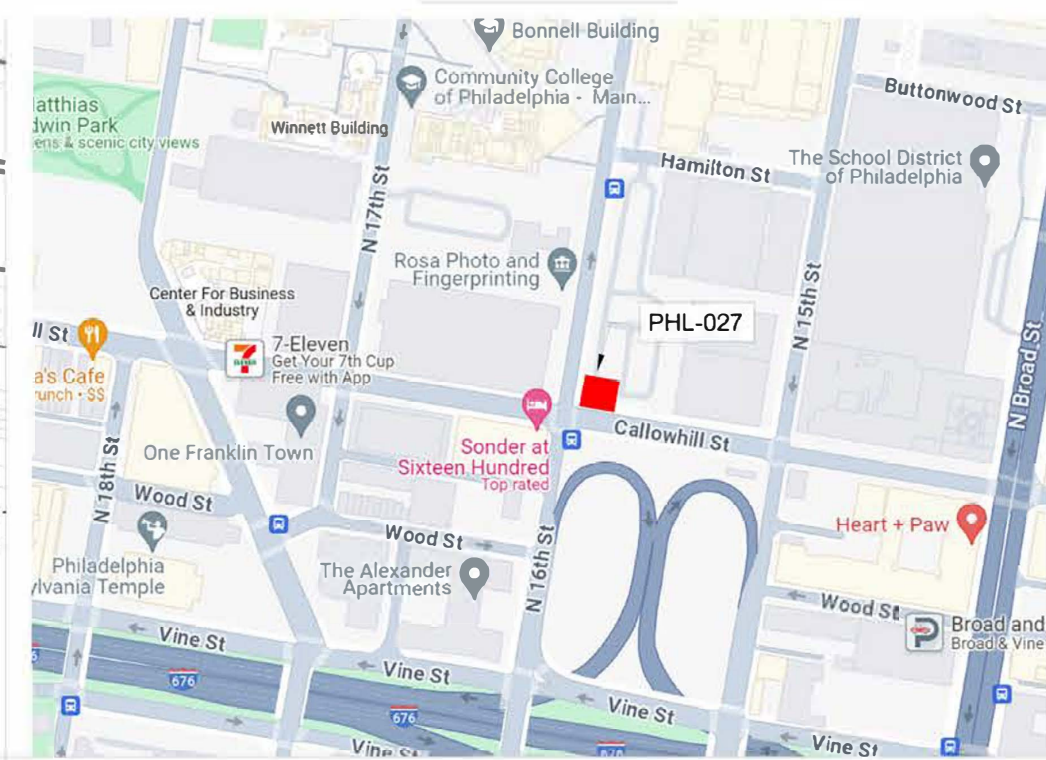 Bonnell Building
Community College
of Philadelphia - Main...
Buttonwood St
atthias
dwin Park
ens & scenic city views
Winnett Building
Hamilton St
The School District
of Philadelphia
N 17th St
Rosa Photo and
Fingerprinting
Center For Business
& Industry
PHL-027
N 15th St
ll St
7-Eleven
Get Your 7th Cup
Free with App
ELEVEN
a's Cafe
runch • $$
N Broad St
Sonder at
Sixteen Hundred
Top rated
Callowhill St
One Franklin Town
N 18th St
Wood St
Wood St
Heart + Paw
Philadelphia
ylvania Temple
The Alexander
Apartments
N 16th St
Wood St
P
Broad and
Broad & Vine
Vine St
Vine St
676
676
Vine St
Vine St
Vine St
676